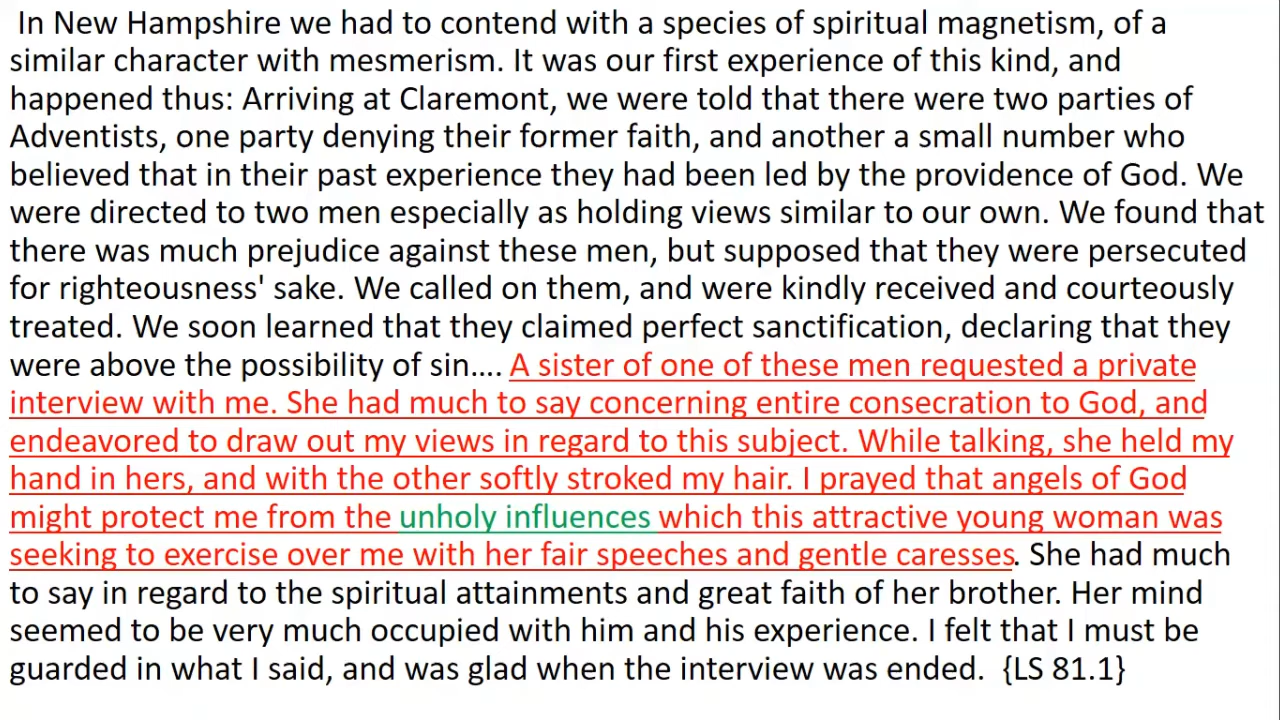 In New Hampshire we had to contend with a species of spiritual magnetism, of a
similar character with mesmerism. It was our first experience of this kind, and
happened thus: Arriving at Claremont, we were told that there were two parties of
Adventists, one party denying their former faith, and another a small number who
believed that in their past experience they had been led by the providence of God. We
were directed to two men especially as holding views similar to our own. We found that
there was much prejudice against these men, but supposed that they were persecuted
for righteousness' sake. We called on them, and were kindly received and courteously
treated. We soon learned that they claimed perfect sanctification, declaring that they
were above the possibility of sin.... A sister of one of these men requested a private
interview with me. She had much to say concerning entire consecration to God, and
endeavored to draw out my views in regard to this subject. While talking, she held my
hand in hers, and with the other softly stroked my hair. I prayed that angels of God
might protect me from the unholy influences which this attractive young woman was
seeking to exercise over me with her fair speeches and gentle caresses. She had much
to say in regard to the spiritual attainments and great faith of her brother. Her mind
seemed to be very much occupied with him and his experience. I felt that I must be
guarded in what I said, and was glad when the interview was ended.  {LS 81.1}